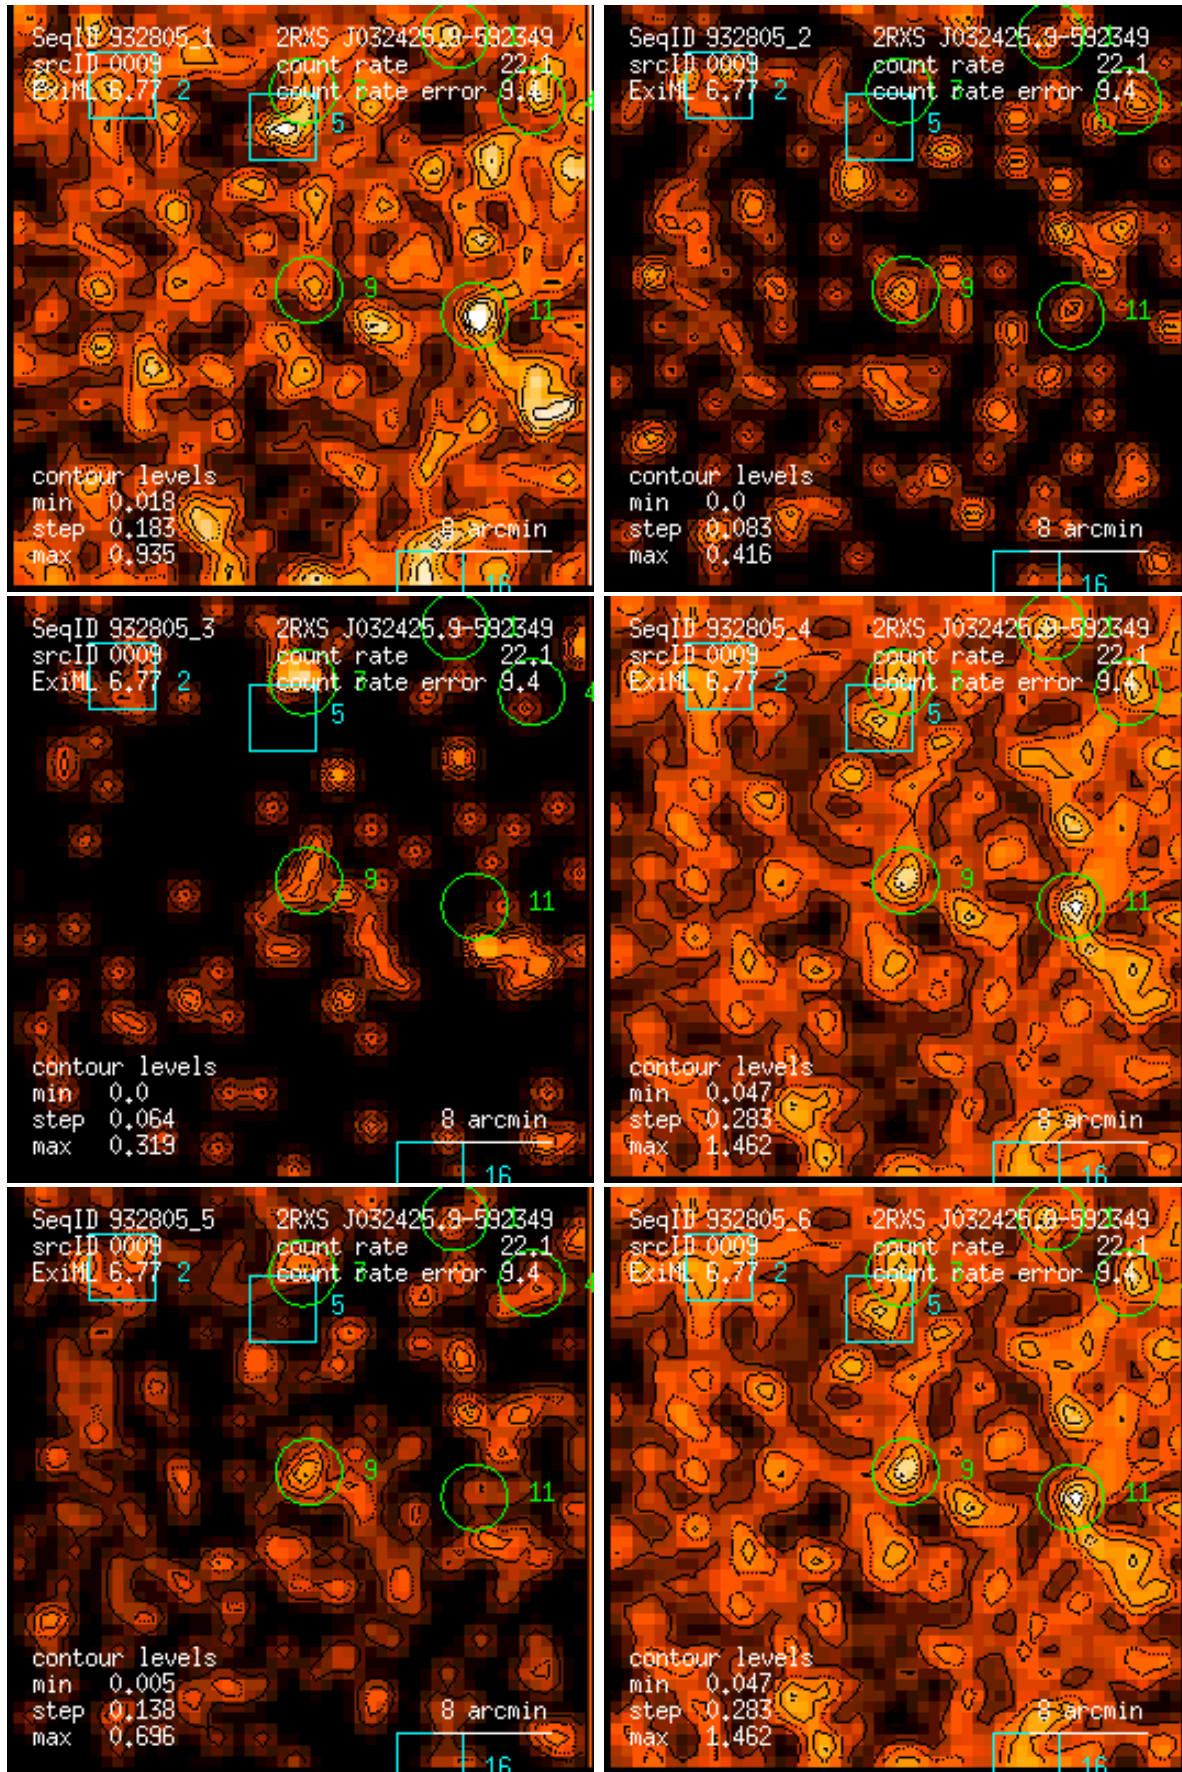 SeqID 932805_1 2RXS J032425.9-592349
srcID 0009 count rate 22.1
ExiML 6.77 2 count rate error 9.4 4
5
9
11
contour levels
min 0.018
step 0.183 8 arcmin
max 0.935
16
SeqID 932805_2 2RXS J032425.9-592349
srcID 0009 count rate 22.1
ExiML 6.77 2 count rate error 9.4
5
9
11
contour levels
min 0.0
step 0.083 8 arcmin
max 0.416
16
SeqID 932805_3 2RXS J032425.9-592349
srcID 0009 count rate 22.1
ExiML 6.77 2 count rate error 9.4 4
5
9
11
contour levels
min 0.0
step 0.064 8 arcmin
max 0.319
16
SeqID 932805_4 2RXS J032425.9-592349
srcID 0009 count rate 22.1
ExiML 6.77 2 count rate error 9.4
5
9
11
contour levels
min 0.047
step 0.283 8 arcmin
max 1.462
16
SeqID 932805_5 2RXS J032425.9-592349
srcID 0009 count rate 22.1
ExiML 6.77 2 count rate error 9.4 4
5
9
11
contour levels
min 0.005
step 0.138 8 arcmin
max 0.696
16
SeqID 932805_6 2RXS J032425.9-592349
srcID 0009 count rate 22.1
ExiML 6.77 2 count rate error 9.4
5
9
11
contour levels
min 0.047
step 0.283 8 arcmin
max 1.462
16